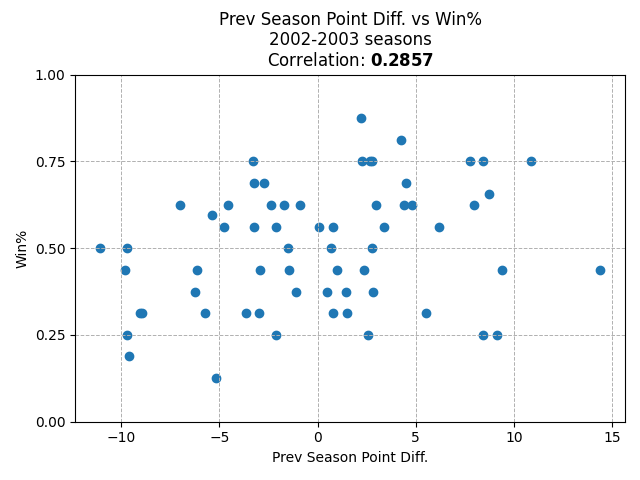 Prev Season Point Diff. vs Win%
2002-2003 seasons
Correlation: 0.2857
1.00
0.75
0.50
0.25
0.00
Win%
−10
−5
0
5
10
15
Prev Season Point Diff.